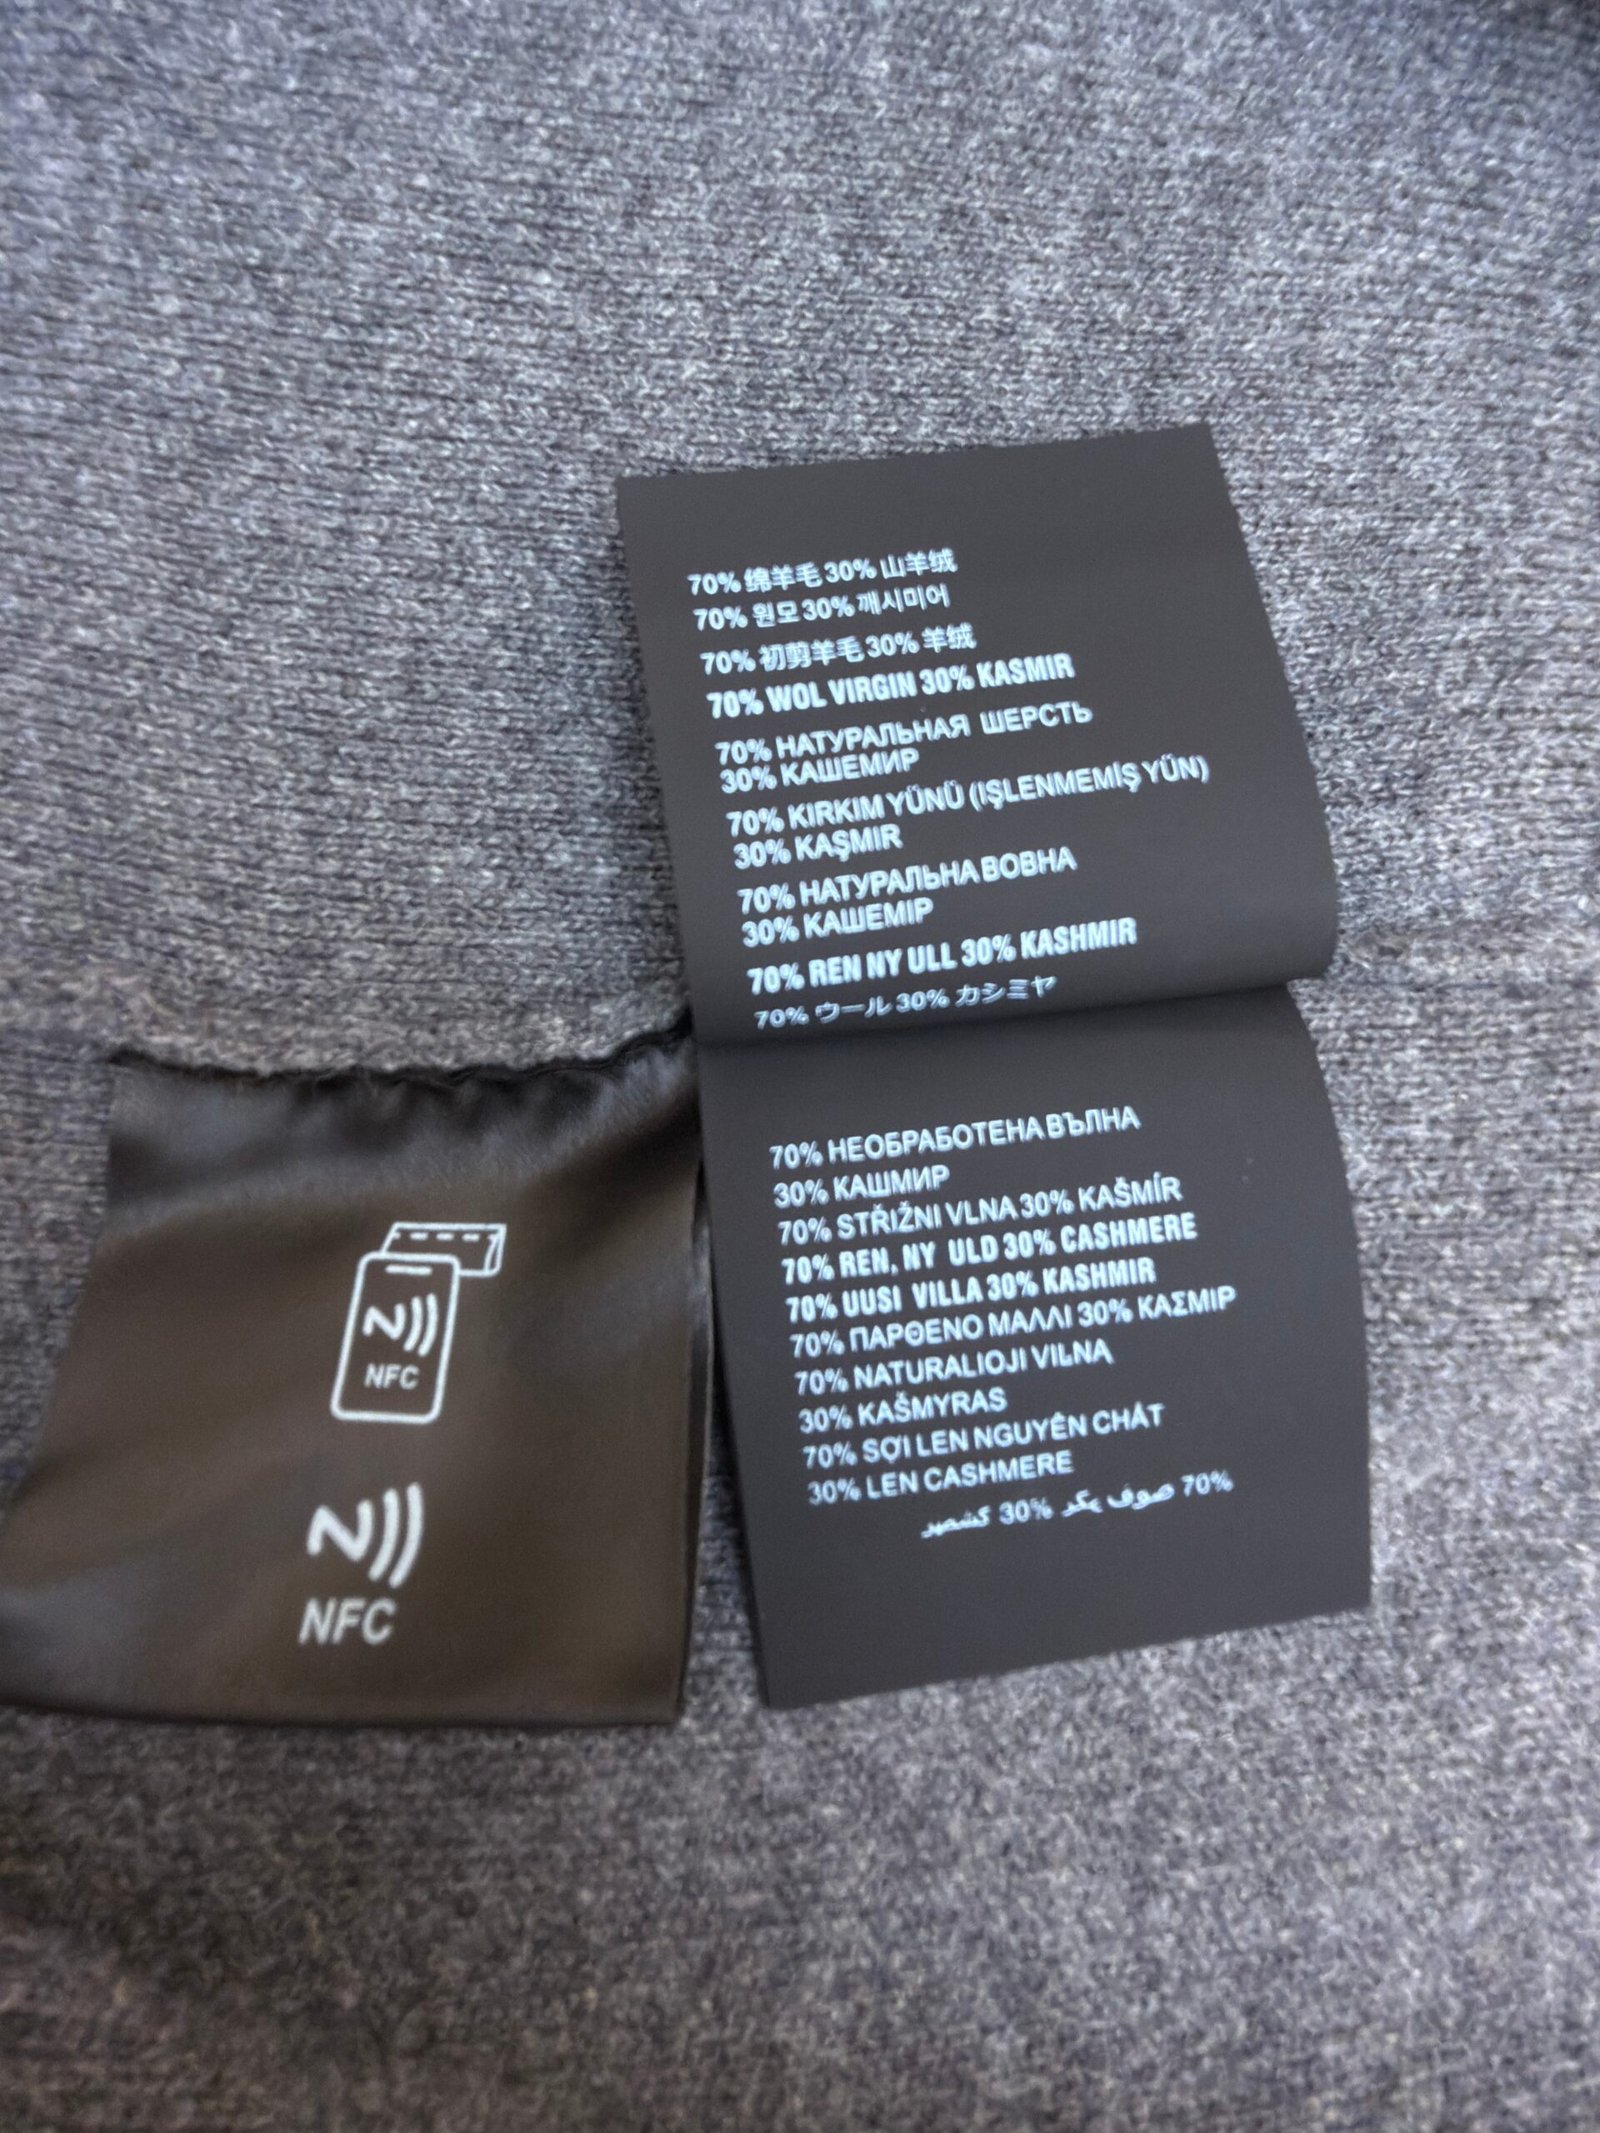 70% 绵羊毛 30% 山羊绒
70% 원모 30% 깨시미어
70% 初剪羊毛 30% 羊绒
70% WOL VIRGIN 30% KASMIR
70% НАТУРАЛЬНАЯ ШЕРСТЬ
30% КАШЕМИР
70% KIRKIM YÜNÜ (IŞLENMEMİŞ YÜN)
30% KAŞMIR
70% НАТУРАЛЬНА ВОВНА
30% КАШЕМІР
70% REN NY ULL 30% KASHMIR
70% ウール 30% カシミヤ
70% НЕОБРАБОТЕНА ВЪЛНА
30% КАШМИР
70% STŘIŽNI VLNA 30% KAŠMÍR
70% REN, NY ULD 30% CASHMERE
70% UUSI VILLA 30% KASHMIR
70% ΠΑΡΘΕΝΟ ΜΑΛΛΙ 30% ΚΑΣΜΙΡ
70% NATURALIOJI VILNA
30% KAŠMYRAS
70% SỢI LEN NGUYÊN CHẤT
30% LEN CASHMERE
70% صوف بكر 30%
NFC
NFC